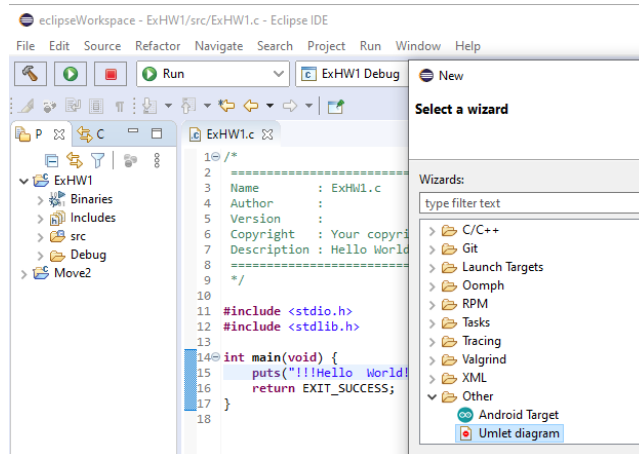 eclipseWorkspace - ExHW1/src/ExHW1.c - Eclipse IDE
File Edit Source Refactor Navigate Search Project Run Window Help
Run
ExHW1 Debug
P
C
ExHW1
Binaries
Includes
src
Debug
Move2
ExHW1.c
1 /*
2 =========================
3 Name : ExHW1.c
4 Author :
5 Version :
6 Copyright : Your copyri
7 Description : Hello World
8 =========================
9 */
10
11 #include <stdio.h>
12 #include <stdlib.h>
13
14 int main(void) {
15 puts("!!!Hello World!
16 return EXIT_SUCCESS;
17 }
18
New
Select a wizard
Wizards:
type filter text
C/C++
Git
Launch Targets
Oomph
RPM
Tasks
Tracing
Valgrind
XML
Other
Android Target
Umlet diagram